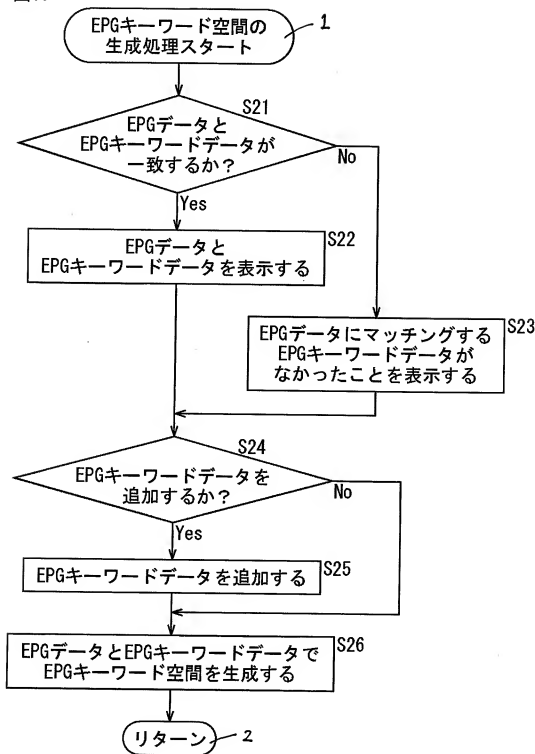 EPGキーワード空間の
生成処理スタート
1
S21
EPGデータと
EPGキーワードデータが
一致するか？
No
Yes
S22
EPGデータと
EPGキーワードデータを表示する
S23
EPGデータにマッチングする
EPGキーワードデータが
なかったことを表示する
S24
EPGキーワードデータを
追加するか？
No
Yes
S25
EPGキーワードデータを追加する
S26
EPGデータとEPGキーワードデータで
EPGキーワード空間を生成する
リターン
2